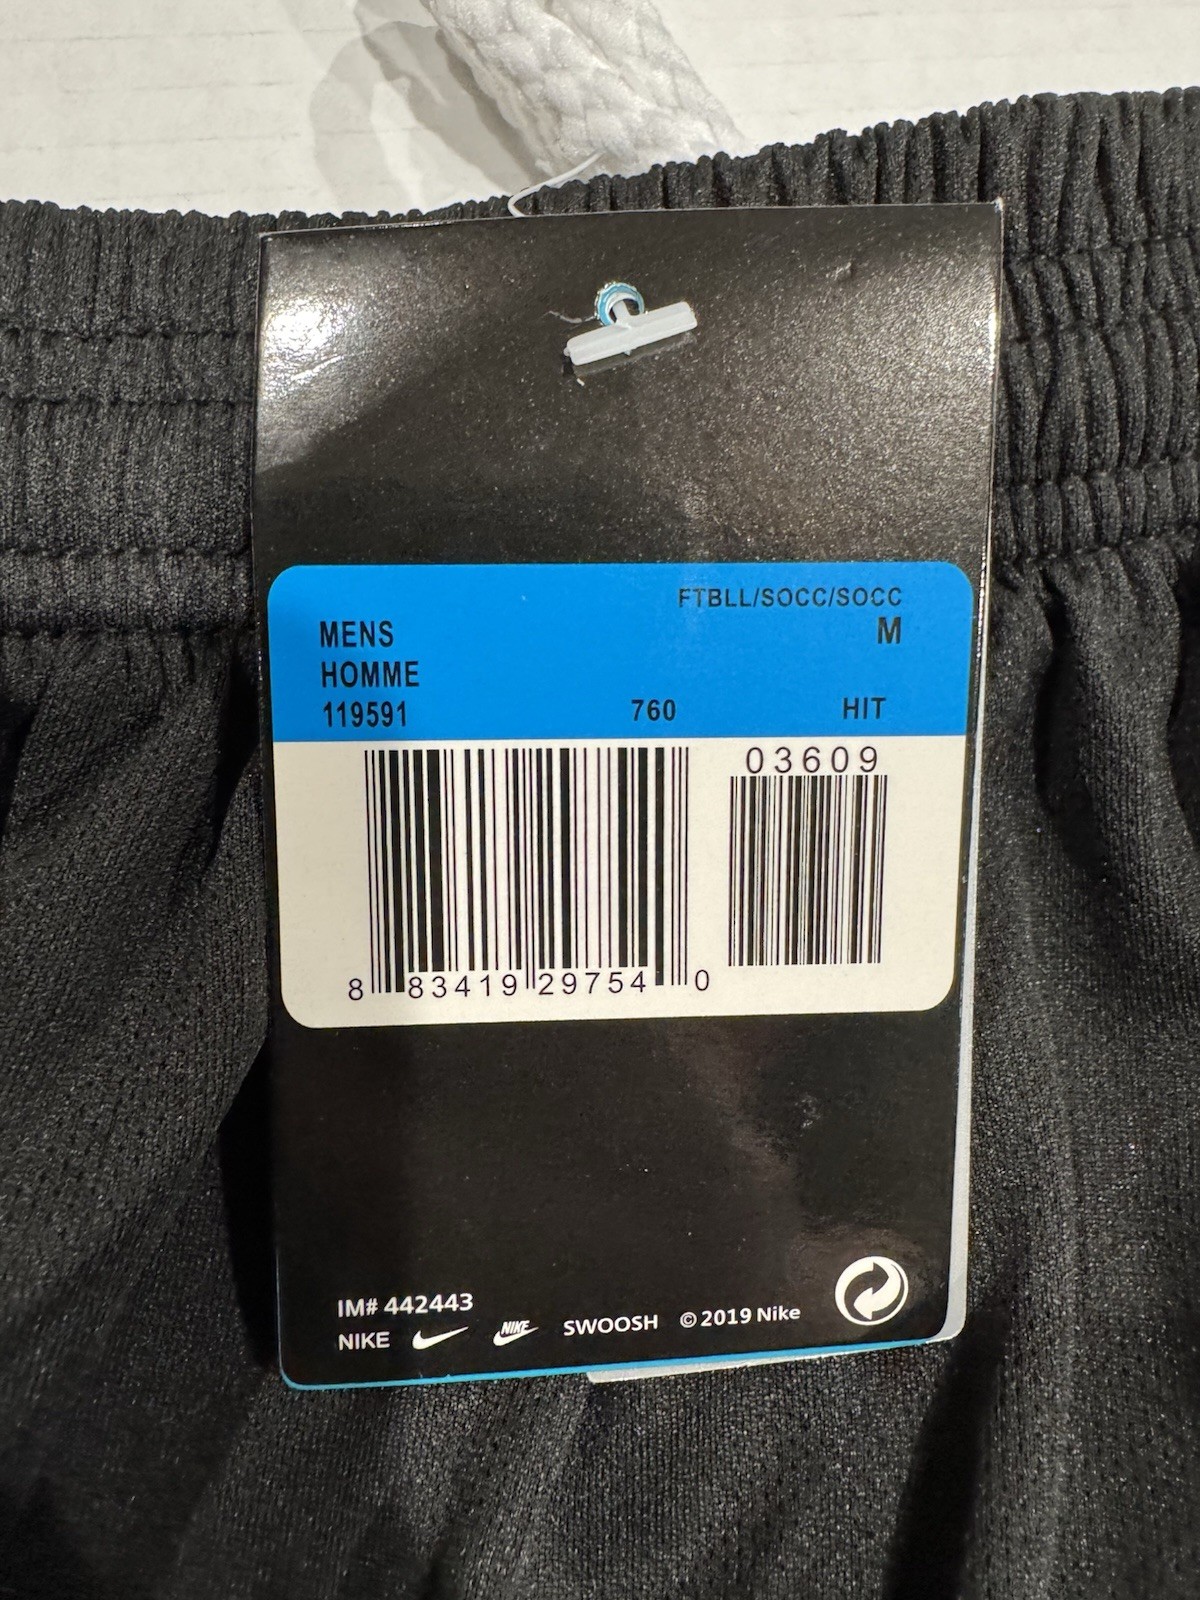 FTBLL/SOCC/SOCC
MENS M
HOMME
119591 760 HIT
03609
8 83419 29754 0
IM# 442443
NIKE NIKE SWOOSH © 2019 Nike